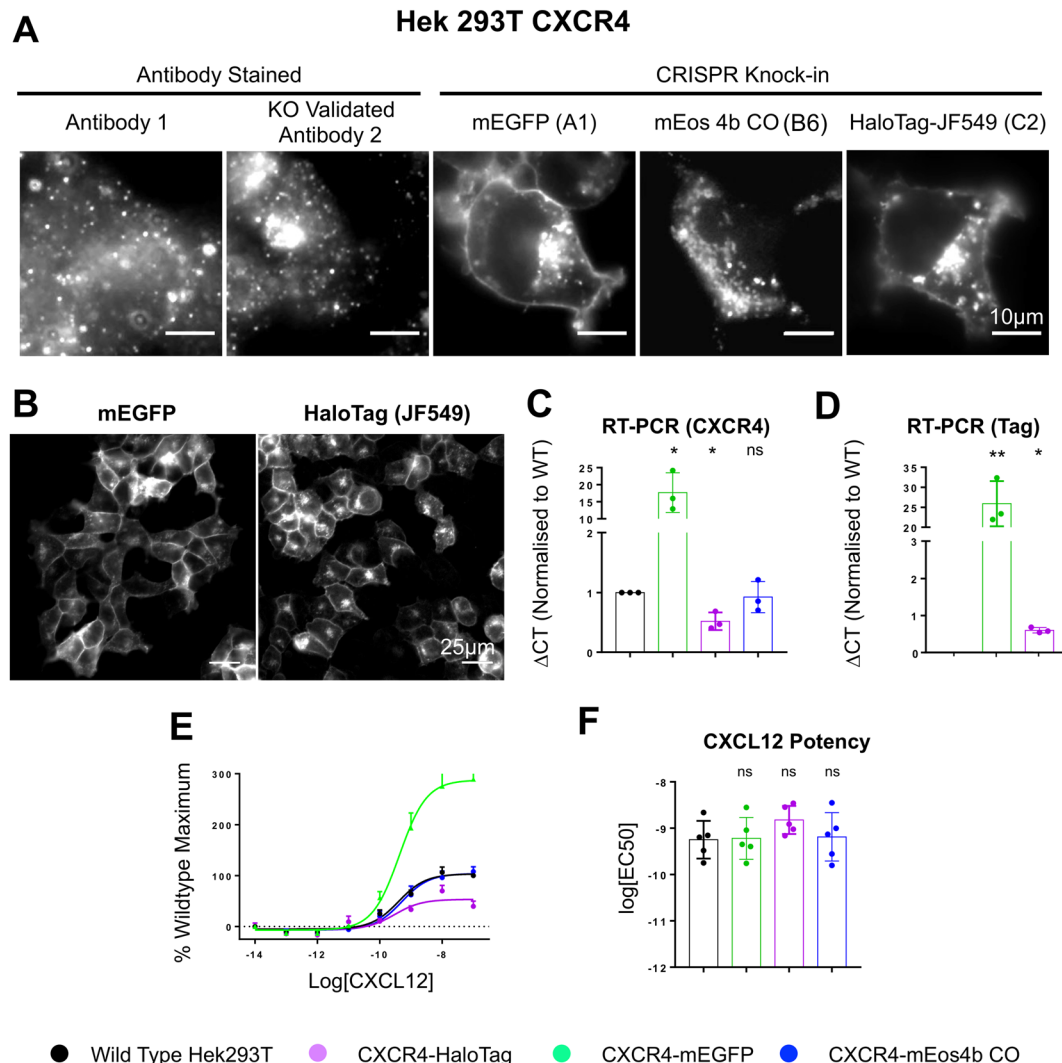 Hek 293T CXCR4
A
Antibody Stained
CRISPR Knock-in
Antibody 1
KO Validated
Antibody 2
mEGFP (A1)
mEos 4b CO (B6)
HaloTag-JF549 (C2)
10µm
B
mEGFP
HaloTag (JF549)
25µm
C
RT-PCR (CXCR4)
* * ns
ΔCT (Normalised to WT)
25
20
15
10
2
1
0
D
RT-PCR (Tag)
** *
ΔCT (Normalised to WT)
35
30
25
20
3
2
1
0
E
% Wildtype Maximum
300
200
100
0
-14 -12 -10 -8
Log[CXCL12]
F
CXCL12 Potency
ns ns ns
log[EC50]
-8
-9
-10
-11
-12
Wild Type Hek293T
CXCR4-HaloTag
CXCR4-mEGFP
CXCR4-mEos4b CO